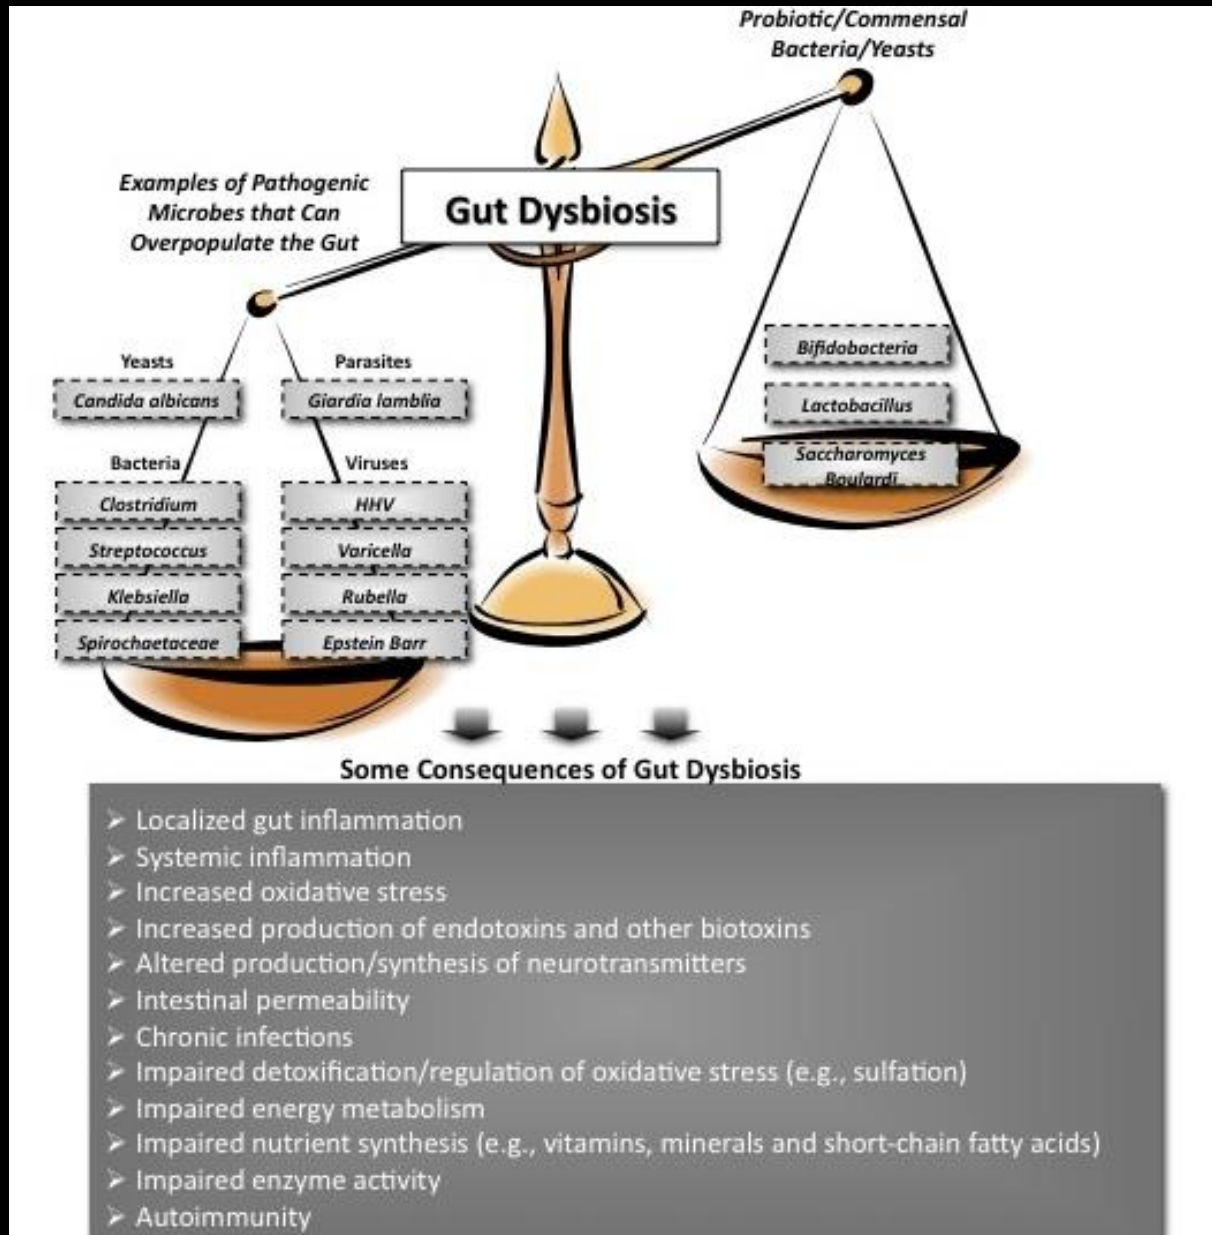 Probiotic/Commensal
Bacteria/Yeasts
Examples of Pathogenic
Microbes that Can
Overpopulate the Gut
Gut Dysbiosis
Yeasts
Candida albicans
Parasites
Giardia lamblia
Bacteria
Clostridium
Streptococcus
Klebsiella
Spirochaetaceae
Viruses
HHV
Varicella
Rubella
Epstein Barr
Bifidobacteria
Lactobacillus
Saccharomyces
Boulardi
Some Consequences of Gut Dysbiosis
➢ Localized gut inflammation
➢ Systemic inflammation
➢ Increased oxidative stress
➢ Increased production of endotoxins and other biotoxins
➢ Altered production/synthesis of neurotransmitters
➢ Intestinal permeability
➢ Chronic infections
➢ Impaired detoxification/regulation of oxidative stress (e.g., sulfation)
➢ Impaired energy metabolism
➢ Impaired nutrient synthesis (e.g., vitamins, minerals and short-chain fatty acids)
➢ Impaired enzyme activity
➢ Autoimmunity